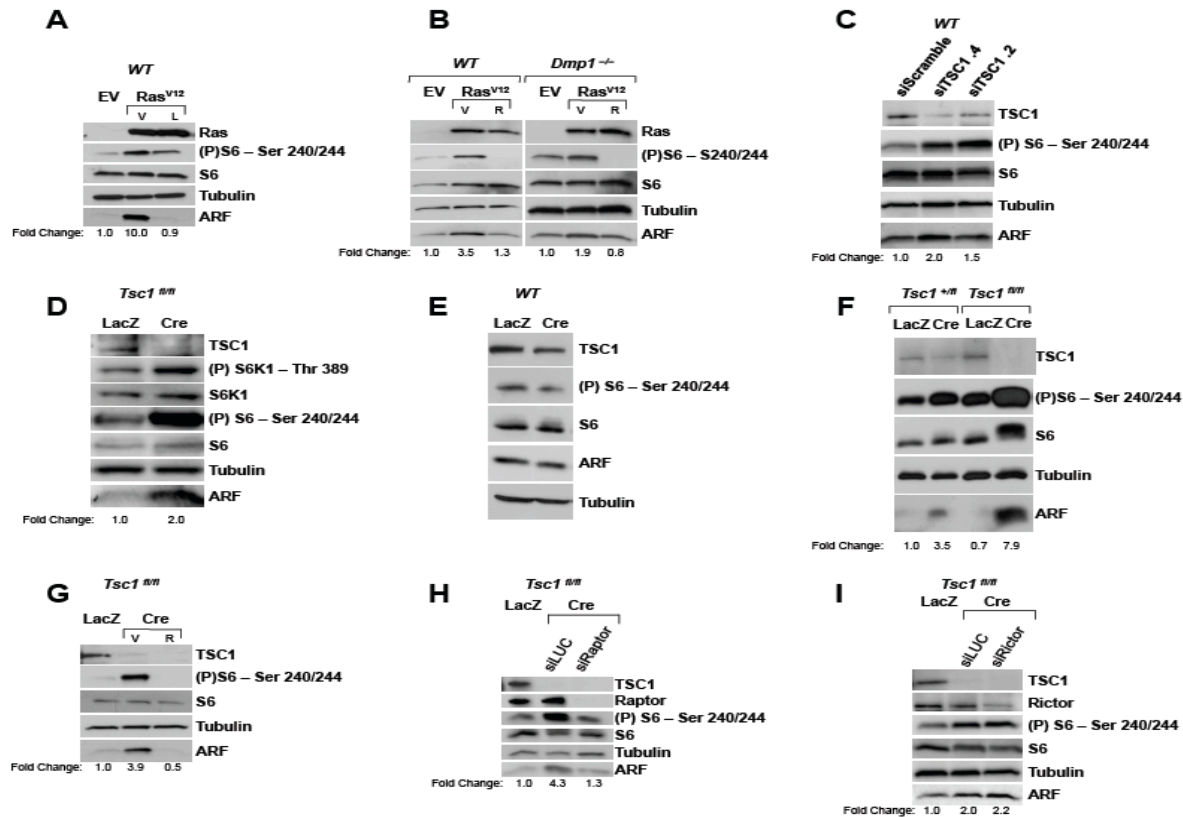 A
WT
EV Ras^V12
V L
Ras
(P)S6 – Ser 240/244
S6
Tubulin
ARF
Fold Change: 1.0 10.0 0.9
B
WT Dmp1 –/–
EV Ras^V12 EV Ras^V12
V R V R
Ras
(P)S6 – S240/244
S6
Tubulin
ARF
Fold Change: 1.0 3.5 1.3 1.0 1.9 0.8
C
WT
siScramble siTSC1 .4 siTSC1 .2
TSC1
(P) S6 – Ser 240/244
S6
Tubulin
ARF
Fold Change: 1.0 2.0 1.5
D
Tsc1 fl/fl
LacZ Cre
TSC1
(P) S6K1 – Thr 389
S6K1
(P) S6 – Ser 240/244
S6
Tubulin
ARF
Fold Change: 1.0 2.0
E
WT
LacZ Cre
TSC1
(P) S6 – Ser 240/244
S6
ARF
Tubulin
F
Tsc1 +/fl Tsc1 fl/fl
LacZ Cre LacZ Cre
TSC1
(P)S6 – Ser 240/244
S6
Tubulin
ARF
Fold Change: 1.0 3.5 0.7 7.9
G
Tsc1 fl/fl
LacZ Cre
V R
TSC1
(P)S6 – Ser 240/244
S6
Tubulin
ARF
Fold Change: 1.0 3.9 0.5
H
Tsc1 fl/fl
LacZ Cre
siLUC siRaptor
TSC1
Raptor
(P) S6 – Ser 240/244
S6
Tubulin
ARF
Fold Change: 1.0 4.3 1.3
I
Tsc1 fl/fl
LacZ Cre
siLUC siRictor
TSC1
Rictor
(P) S6 – Ser 240/244
S6
Tubulin
ARF
Fold Change: 1.0 2.0 2.2